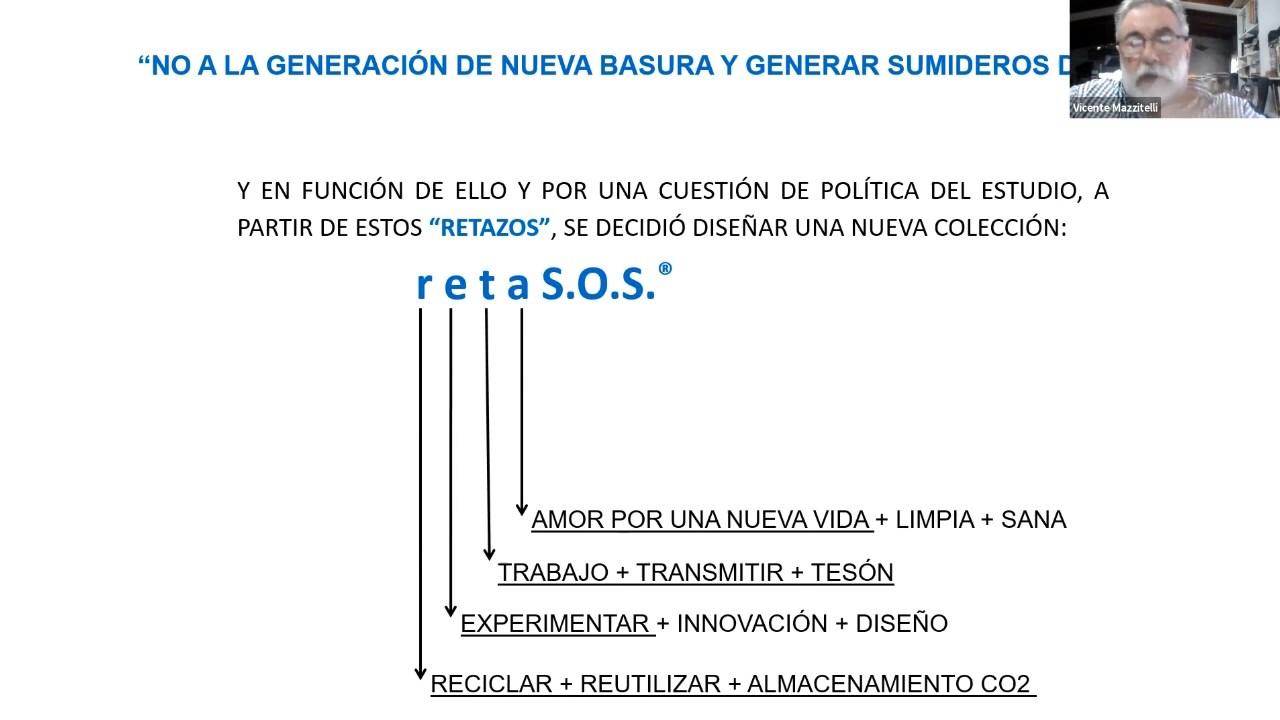 “NO A LA GENERACIÓN DE NUEVA BASURA Y GENERAR SUMIDEROS
Vicente Mazzitelli
Y EN FUNCIÓN DE ELLO Y POR UNA CUESTIÓN DE POLÍTICA DEL ESTUDIO, A
PARTIR DE ESTOS “RETAZOS”, SE DECIDIÓ DISEÑAR UNA NUEVA COLECCIÓN:
r e t a S.O.S.®
AMOR POR UNA NUEVA VIDA + LIMPIA + SANA
TRABAJO + TRANSMITIR + TESÓN
EXPERIMENTAR + INNOVACIÓN + DISEÑO
RECICLAR + REUTILIZAR + ALMACENAMIENTO CO2